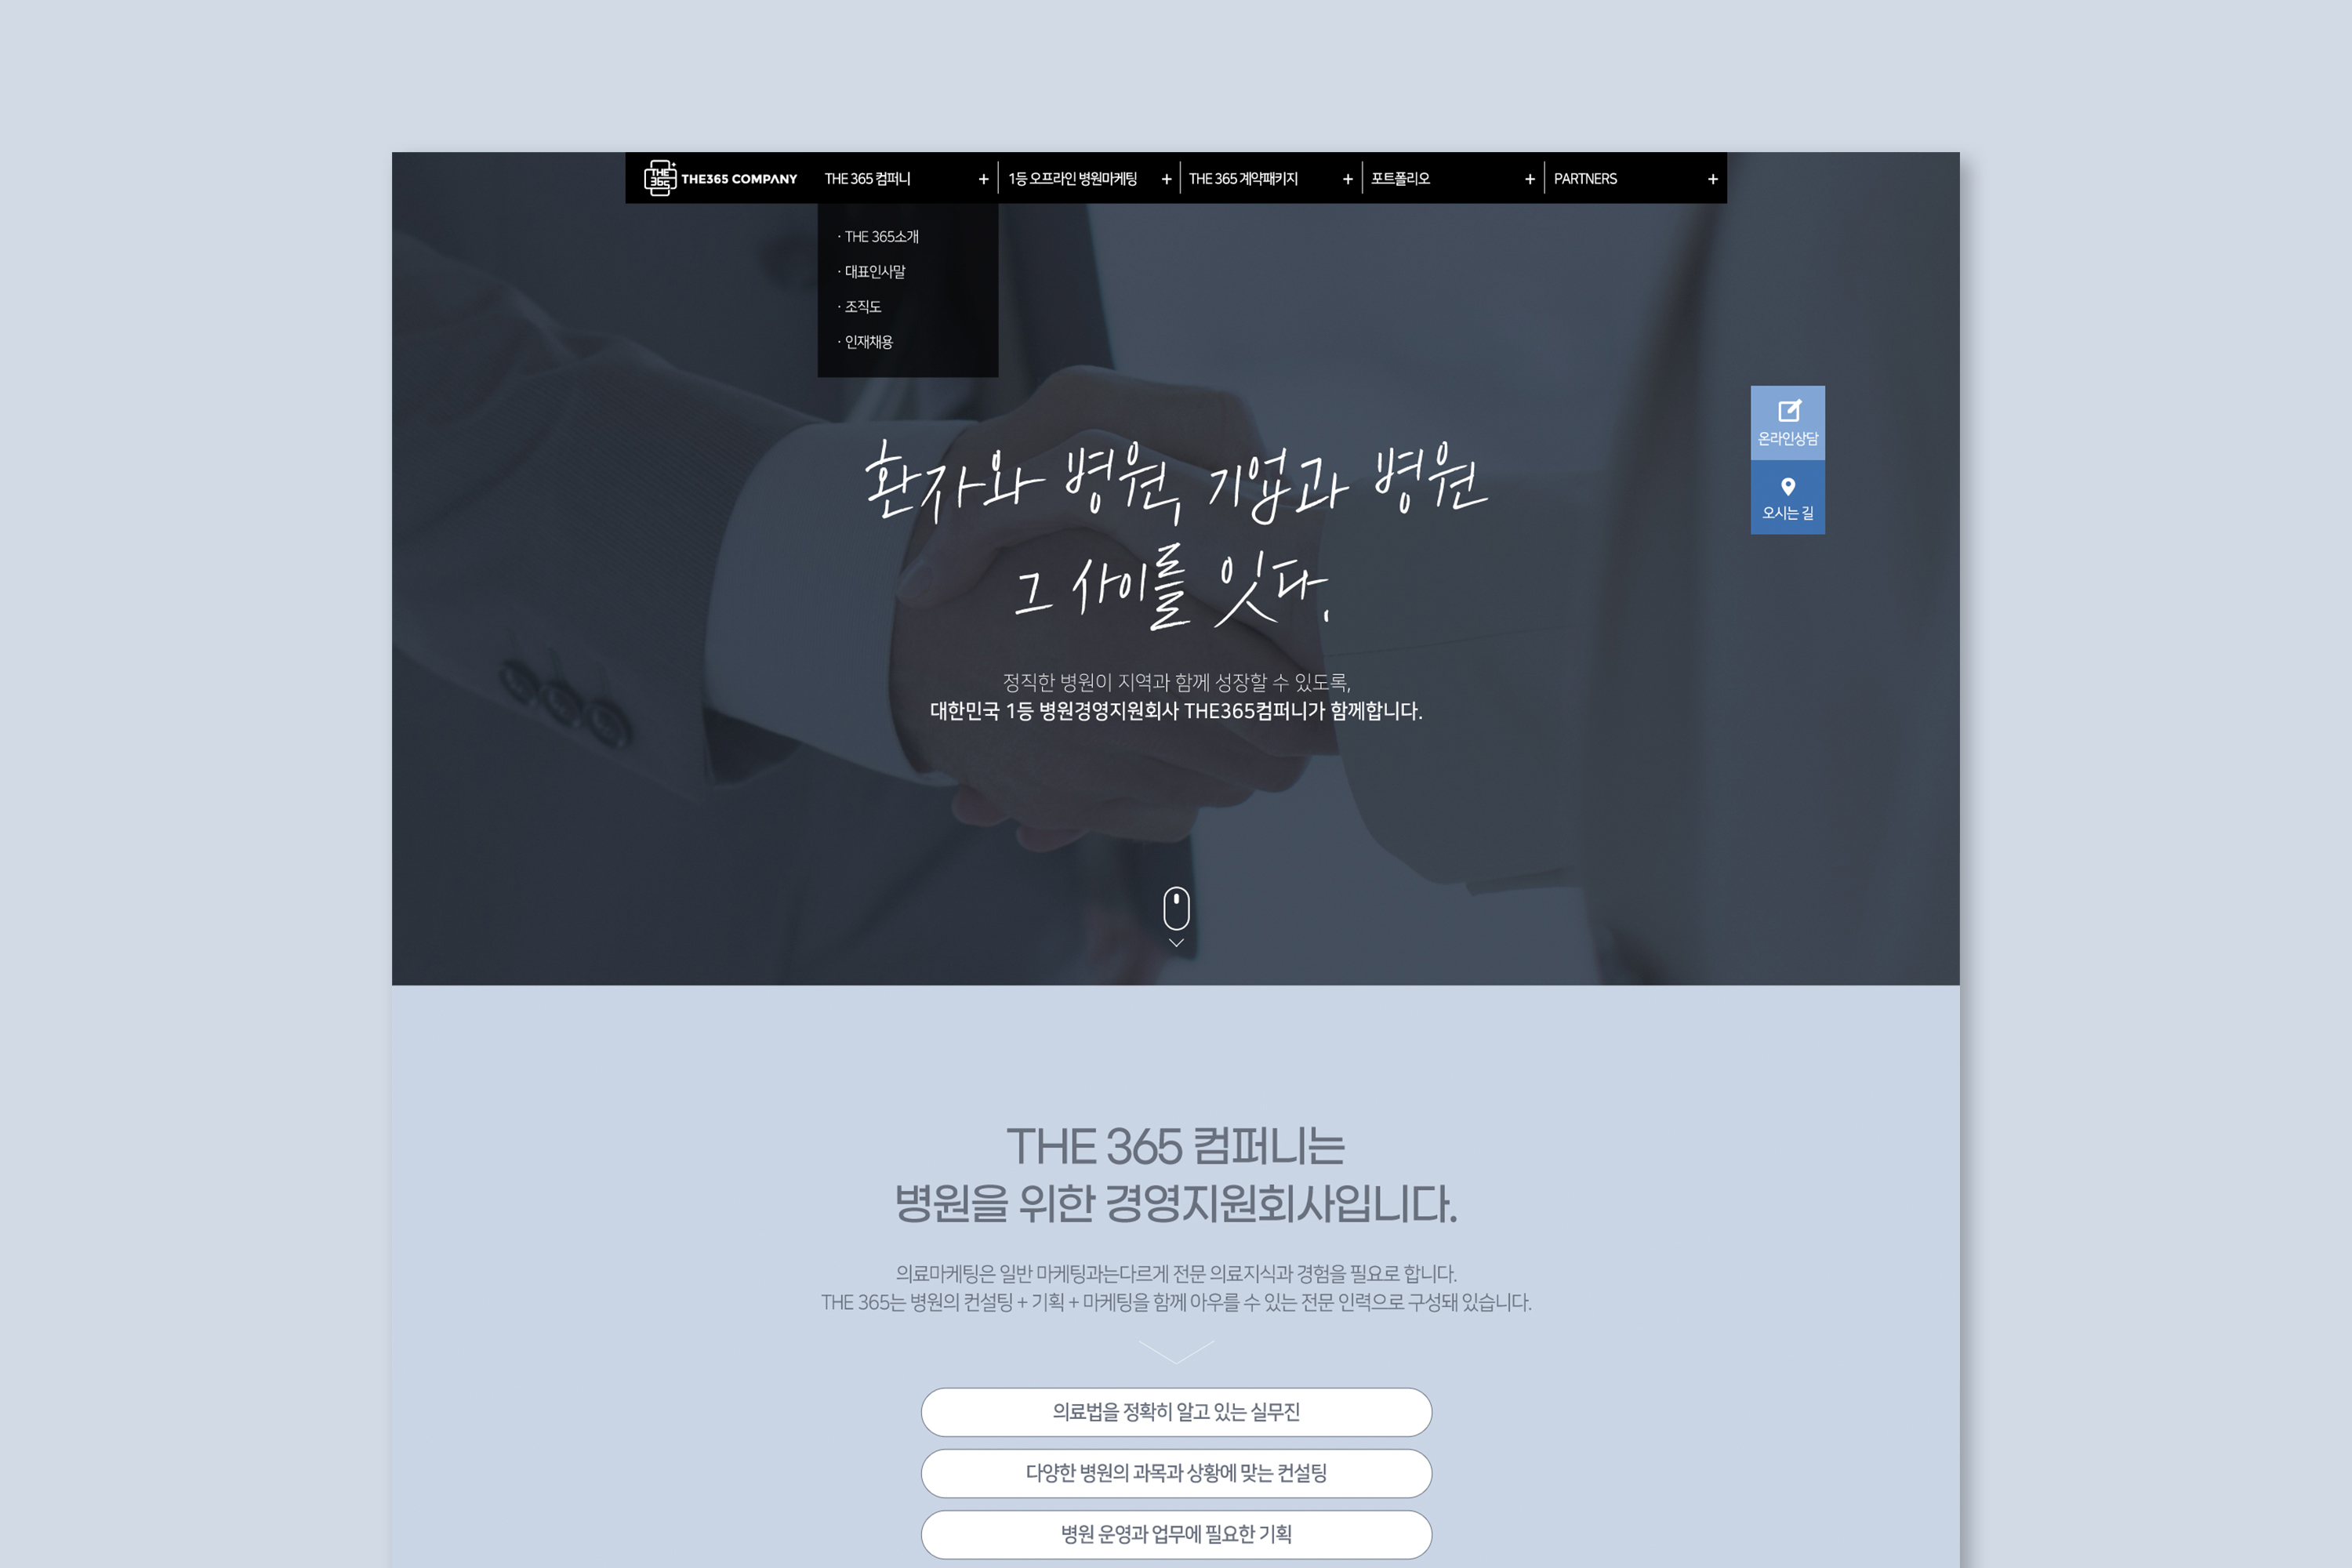 THE 365 THE365 COMPANY
THE 365 컴퍼니 +
1등 오프라인 병원마케팅 +
THE 365 계약패키지 +
포트폴리오 +
PARTNERS +
· THE 365소개
· 대표인사말
· 조직도
· 인재채용
온라인상담
오시는 길
환자와 병원, 기업과 병원
그 사이를 잇다.
정직한 병원이 지역과 함께 성장할 수 있도록,
대한민국 1등 병원경영지원회사 THE365컴퍼니가 함께합니다.
THE 365 컴퍼니는
병원을 위한 경영지원회사입니다.
의료마케팅은 일반 마케팅과는다르게 전문 의료지식과 경험을 필요로 합니다.
THE 365는 병원의 컨설팅 + 기획 + 마케팅을 함께 아우를 수 있는 전문 인력으로 구성돼 있습니다.
의료법을 정확히 알고 있는 실무진
다양한 병원의 과목과 상황에 맞는 컨설팅
병원 운영과 업무에 필요한 기획